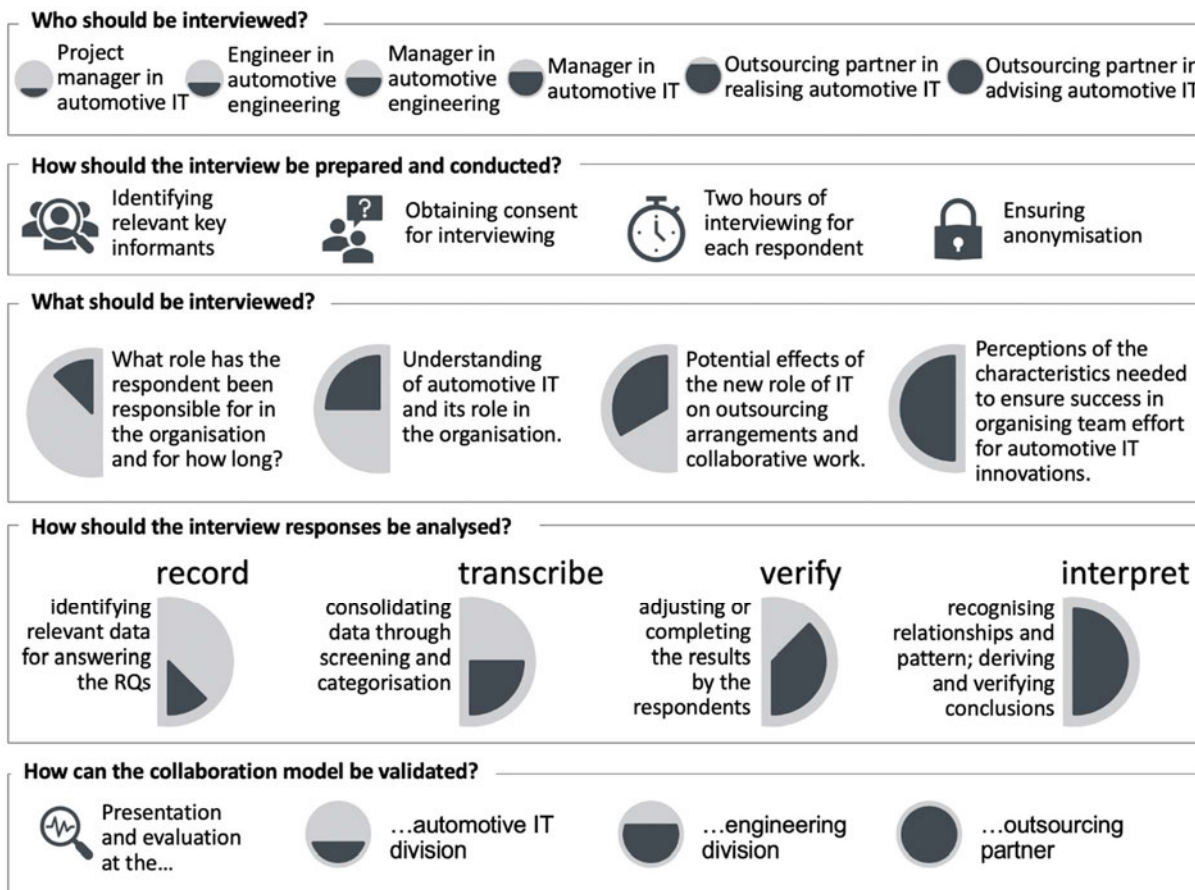 Who should be interviewed?
Project
manager in
automotive IT
Engineer in
automotive
engineering
Manager in
automotive
engineering
Manager in
automotive IT
Outsourcing partner in
realising automotive IT
Outsourcing partner in
advising automotive IT
How should the interview be prepared and conducted?
Identifying
relevant key
informants
?
Obtaining consent
for interviewing
Two hours of
interviewing for
each respondent
Ensuring
anonymisation
What should be interviewed?
What role has the
respondent been
responsible for in
the organisation
and for how long?
Understanding
of automotive IT
and its role in
the organisation.
Potential effects of
the new role of IT
on outsourcing
arrangements and
collaborative work.
Perceptions of the
characteristics needed
to ensure success in
organising team effort
for automotive IT
innovations.
How should the interview responses be analysed?
record
identifying
relevant data
for answering
the RQs
transcribe
consolidating
data through
screening and
categorisation
verify
adjusting or
completing
the results
by the
respondents
interpret
recognising
relationships and
pattern; deriving
and verifying
conclusions
How can the collaboration model be validated?
Presentation
and evaluation
at the...
...automotive IT
division
...engineering
division
...outsourcing
partner